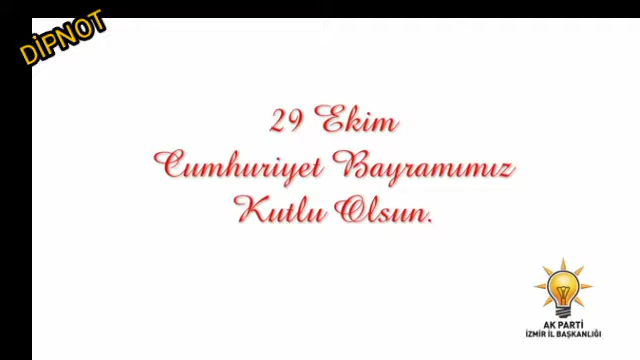 DİPNOT
29 Ekim
Cumhuriyet Bayramımız
Kutlu Olsun.
AK PARTİ
İZMİR İL BAŞKANLIĞI